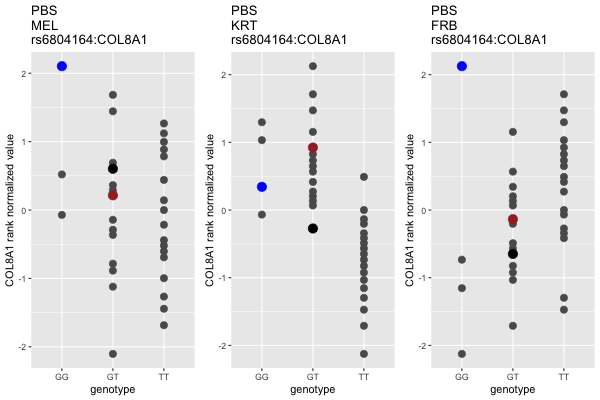 PBS
MEL
rs6804164:COL8A1
COL8A1 rank normalized value
2
1
0
-1
-2
GG GT TT
genotype
PBS
KRT
rs6804164:COL8A1
COL8A1 rank normalized value
2
1
0
-1
-2
GG GT TT
genotype
PBS
FRB
rs6804164:COL8A1
COL8A1 rank normalized value
2
1
0
-1
-2
GG GT TT
genotype